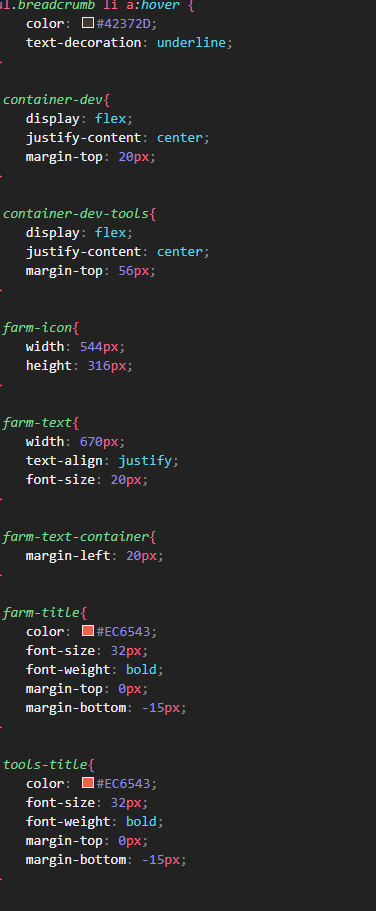 ul.breadcrumb li a:hover {
color: #42372D;
text-decoration: underline;
}
container-dev{
display: flex;
justify-content: center;
margin-top: 20px;
}
container-dev-tools{
display: flex;
justify-content: center;
margin-top: 56px;
}
farm-icon{
width: 544px;
height: 316px;
}
farm-text{
width: 670px;
text-align: justify;
font-size: 20px;
}
farm-text-container{
margin-left: 20px;
}
farm-title{
color: #EC6543;
font-size: 32px;
font-weight: bold;
margin-top: 0px;
margin-bottom: -15px;
}
tools-title{
color: #EC6543;
font-size: 32px;
font-weight: bold;
margin-top: 0px;
margin-bottom: -15px;
}